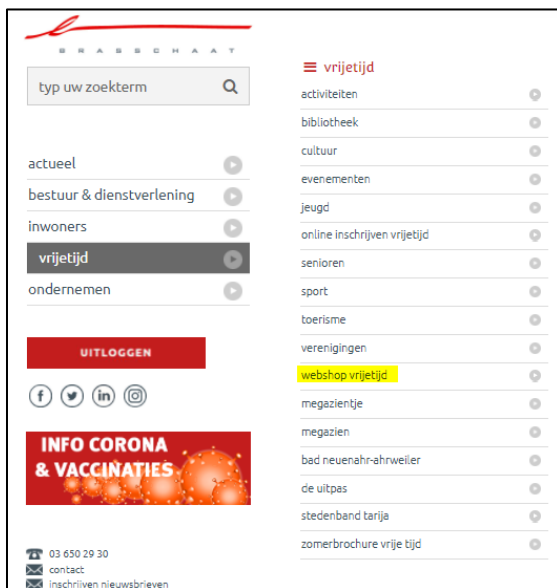 BRASSCHAAT
typ uw zoekterm
actueel
bestuur & dienstverlening
inwoners
vrijetijd
ondernemen
UITLOGGEN
INFO CORONA
& VACCINATIES
03 650 29 30
contact
inschrijven nieuwsbrieven
vrijetijd
activiteiten
bibliotheek
cultuur
evenementen
jeugd
online inschrijven vrijetijd
senioren
sport
toerisme
verenigingen
webshop vrijetijd
megazientje
megazien
bad neuenahr-ahrweiler
de uitpas
stedenband tarija
zomerbrochure vrije tijd